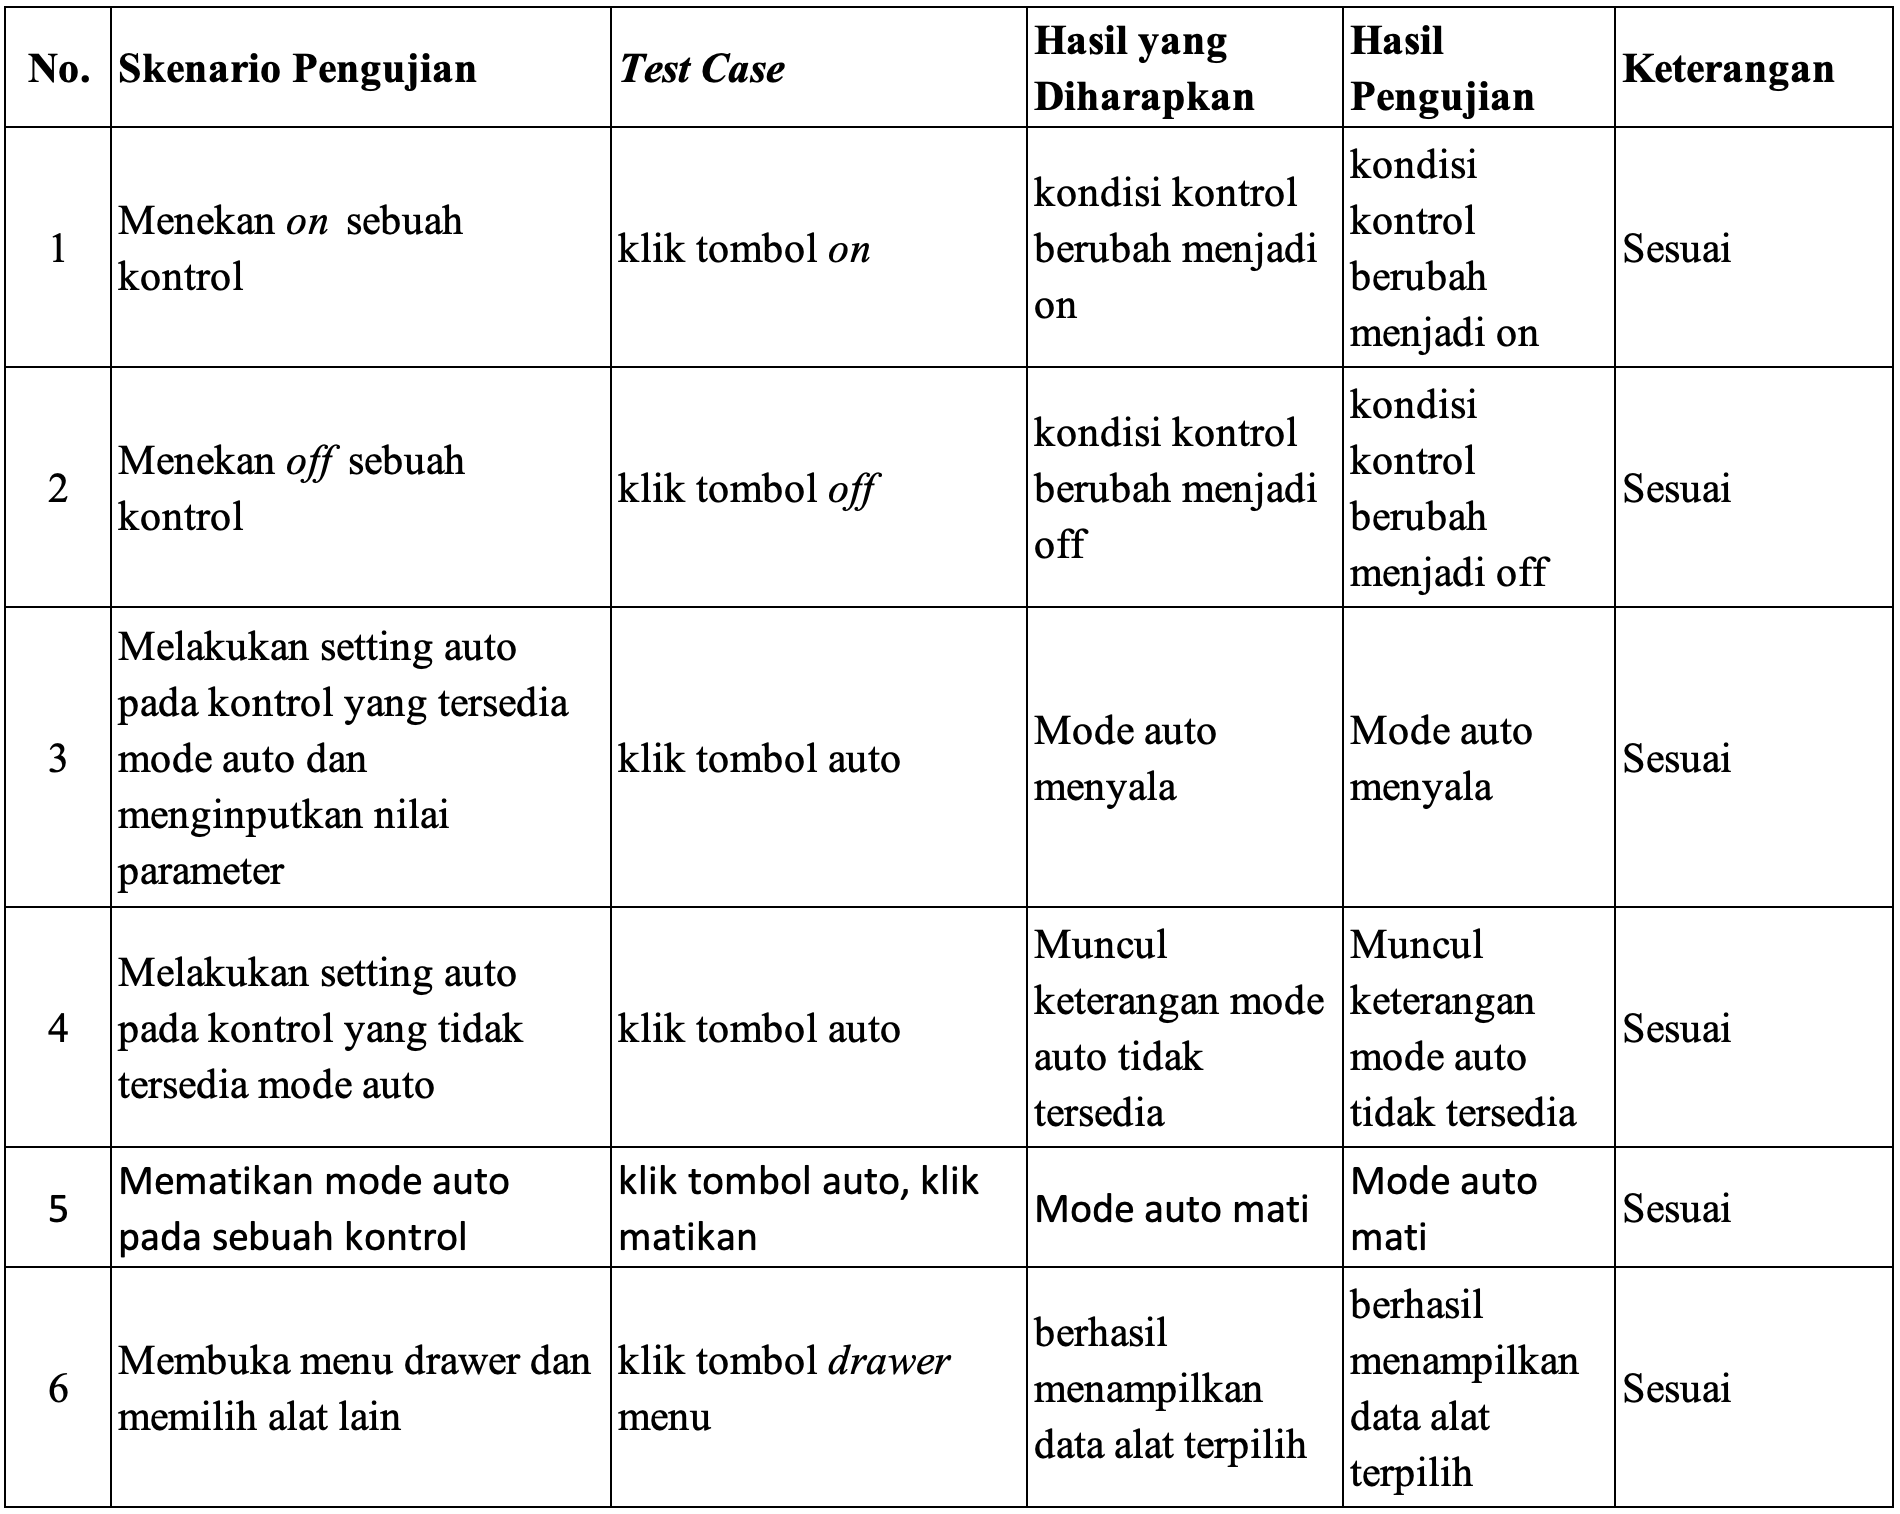 No.
Skenario Pengujian
Test Case
Hasil yang
Diharapkan
Hasil
Pengujian
Keterangan
1
Menekan on sebuah
kontrol
klik tombol on
kondisi kontrol
berubah menjadi
on
kondisi
kontrol
berubah
menjadi on
Sesuai
2
Menekan off sebuah
kontrol
klik tombol off
kondisi kontrol
berubah menjadi
off
kondisi
kontrol
berubah
menjadi off
Sesuai
3
Melakukan setting auto
pada kontrol yang tersedia
mode auto dan
menginputkan nilai
parameter
klik tombol auto
Mode auto
menyala
Mode auto
menyala
Sesuai
4
Melakukan setting auto
pada kontrol yang tidak
tersedia mode auto
klik tombol auto
Muncul
keterangan mode
auto tidak
tersedia
Muncul
keterangan
mode auto
tidak tersedia
Sesuai
5
Mematikan mode auto
pada sebuah kontrol
klik tombol auto, klik
matikan
Mode auto mati
Mode auto
mati
Sesuai
6
Membuka menu drawer dan
memilih alat lain
klik tombol drawer
menu
berhasil
menampilkan
data alat terpilih
berhasil
menampilkan
data alat
terpilih
Sesuai